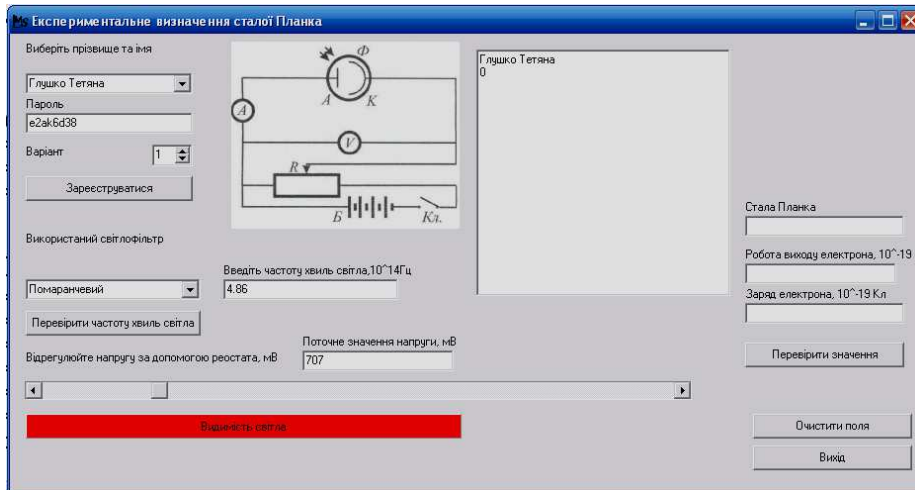 Експериментальне визначення сталої Планка
Виберіть прізвище та імя
Глушко Тетяна
Пароль
e2ak6d38
Варіант
1
Зареєструватися
Ф
А
К
A
V
R
Б
Кл.
Глушко Тетяна
0
Використаний світлофільтр
Помаранчевий
Введіть частоту хвиль світла,10^14Гц
4.86
Перевірити частоту хвиль світла
Поточне значення напруги, мВ
707
Відрегулюйте напругу за допомогою реостата, мВ
Видимість світла
Стала Планка
Робота виходу електрона, 10^-19
Заряд електрона, 10^-19 Кл
Перевірити значення
Очистити поля
Вихід